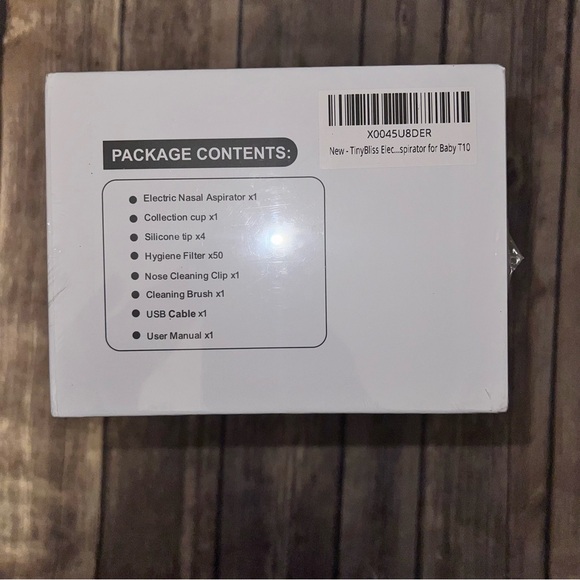 X0045U8DER
New - TinyBliss Elec...spirator for Baby T10
PACKAGE CONTENTS:
Electric Nasal Aspirator x1
Collection cup x1
Silicone tip x4
Hygiene Filter x50
Nose Cleaning Clip x1
Cleaning Brush x1
USB Cable x1
User Manual x1